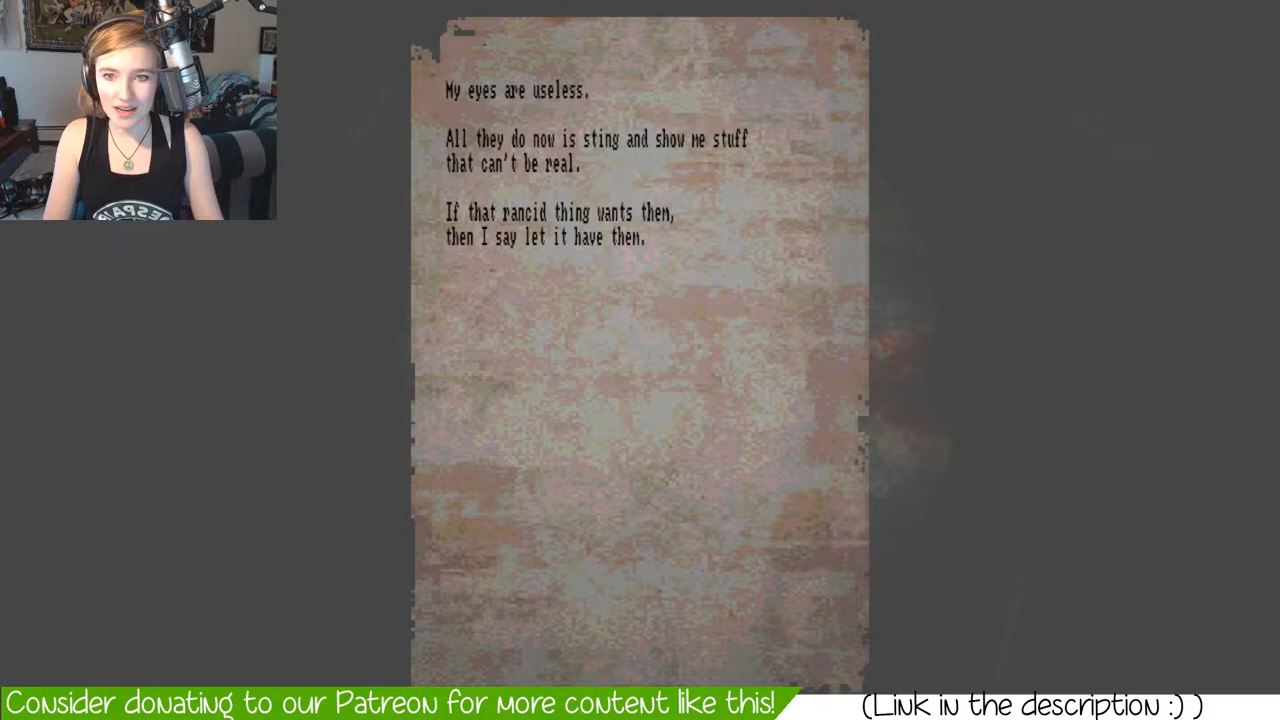 My eyes are useless.
All they do now is sting and show me stuff
that can't be real.
If that rancid thing wants them,
then I say let it have them.
Consider donating to our Patreon for more content like this!
(Link in the description :) )